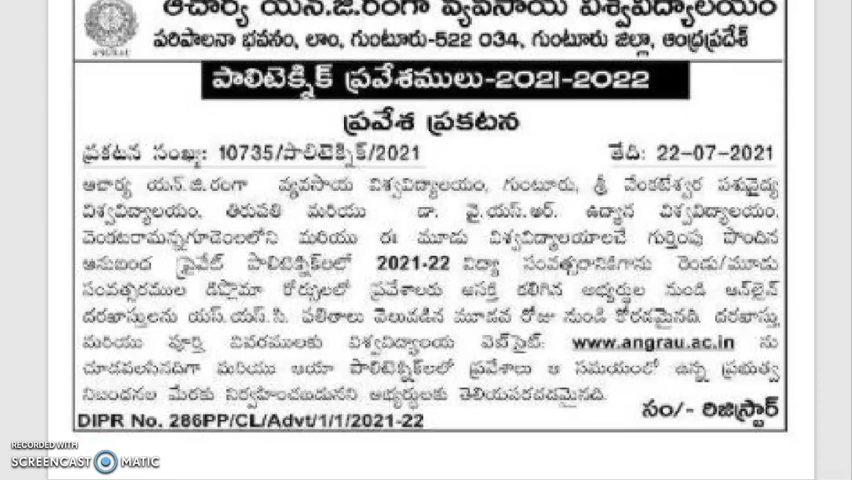 ఆచార్య యన్.జి.రంగా వ్యవసాయ విశ్వవిద్యాలయం
పరిపాలనా భవనం, లాం, గుంటూరు-522 034, గుంటూరు జిల్లా, ఆంధ్రప్రదేశ్
ANGRAU
పాలిటెక్నిక్ ప్రవేశములు-2021-2022
ప్రవేశ ప్రకటన
ప్రకటన సంఖ్య: 10735/పాలిటెక్నిక్/2021 తేది: 22-07-2021
ఆచార్య యన్.జి.రంగా వ్యవసాయ విశ్వవిద్యాలయం, గుంటూరు, శ్రీ వేంకటేశ్వర పశువైద్య
విశ్వవిద్యాలయం, తిరుపతి మరియు డా. వై.యస్.ఆర్. ఉద్యాన విశ్వవిద్యాలయం,
వెంకటరామన్నగూడెంలలోని మరియు ఈ మూడు విశ్వవిద్యాలయాలచే గుర్తింపు పొందిన
అనుబంధ ప్రైవేట్ పాలిటెక్నిక్‌లలో 2021-22 విద్యా సంవత్సరానికిగాను రెండు/మూడు
సంవత్సరముల డిప్లొమా కోర్సులలో ప్రవేశాలకు ఆసక్తి కలిగిన అభ్యర్థుల నుండి ఆన్‌లైన్
దరఖాస్తులను యస్.యస్.సి. ఫలితాలు వెలువడిన మూడవ రోజు నుండి కోరడమైనది. దరఖాస్తు
మరియు పూర్తి వివరములకు విశ్వవిద్యాలయ వెబ్‌సైట్: www.angrau.ac.in ను
చూడవలసినదిగా మరియు ఆయా పాలిటెక్నిక్‌లలో ప్రవేశాలు ఆ సమయంలో ఉన్న ప్రభుత్వ
నిబంధనల మేరకు నిర్వహించబడునని అభ్యర్థులకు తెలియపరచడమైనది.
సం/- రిజిస్ట్రార్
DIPR No. 286PP/CL/Advt/1/1/2021-22
RECORDED WITH
SCREENCAST MATIC